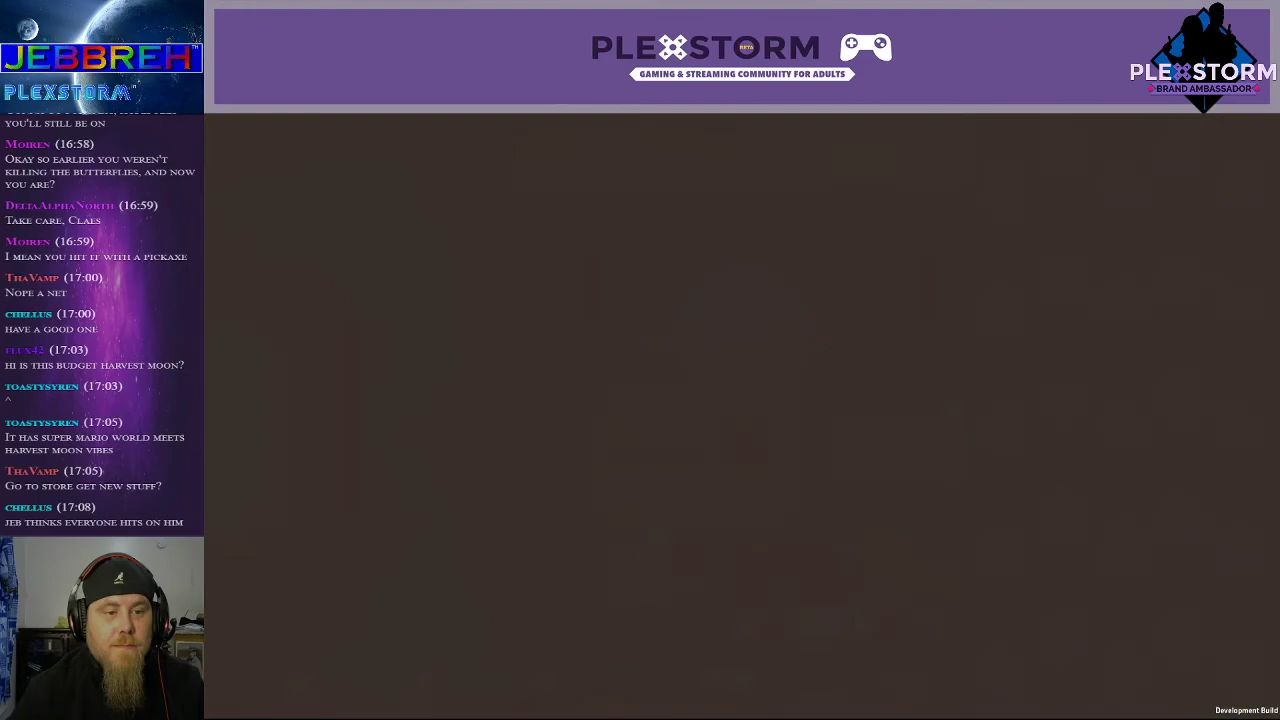 JEBBREH™
PLEXSTORM™
YOU'LL STILL BE ON
MOIREN (16:58)
OKAY SO EARLIER YOU WEREN'T
KILLING THE BUTTERFLIES, AND NOW
YOU ARE?
DELTAALPHANORTH (16:59)
TAKE CARE, CLAES
MOIREN (16:59)
I MEAN YOU HIT IT WITH A PICKAXE
THAVAMP (17:00)
NOPE A NET
CHELLUS (17:00)
HAVE A GOOD ONE
FLUX42 (17:03)
HI IS THIS BUDGET HARVEST MOON?
TOASTYSYREN (17:03)
^
TOASTYSYREN (17:05)
IT HAS SUPER MARIO WORLD MEETS
HARVEST MOON VIBES
THAVAMP (17:05)
GO TO STORE GET NEW STUFF?
CHELLUS (17:08)
JEB THINKS EVERYONE HITS ON HIM
PLEXSTORM
BETA
GAMING & STREAMING COMMUNITY FOR ADULTS
PLEXSTORM
BRAND AMBASSADOR
Development Build